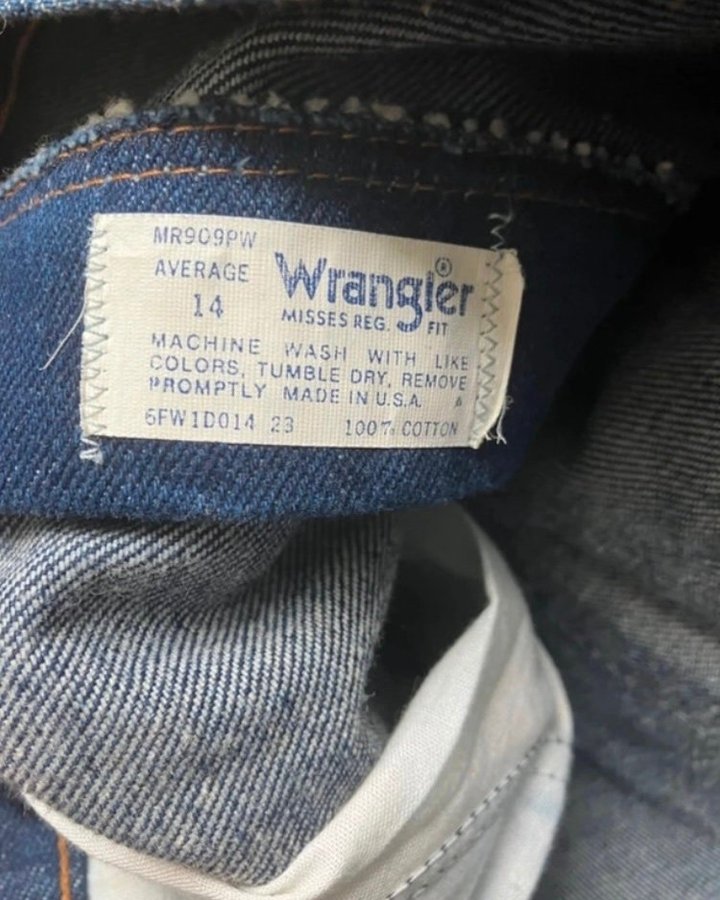 MR909PW
AVERAGE
14
Wrangler®
MISSES REG. FIT
MACHINE WASH WITH LIKE
COLORS, TUMBLE DRY, REMOVE
PROMPTLY MADE IN U.S.A.
6FW1D014 23 100% COTTON